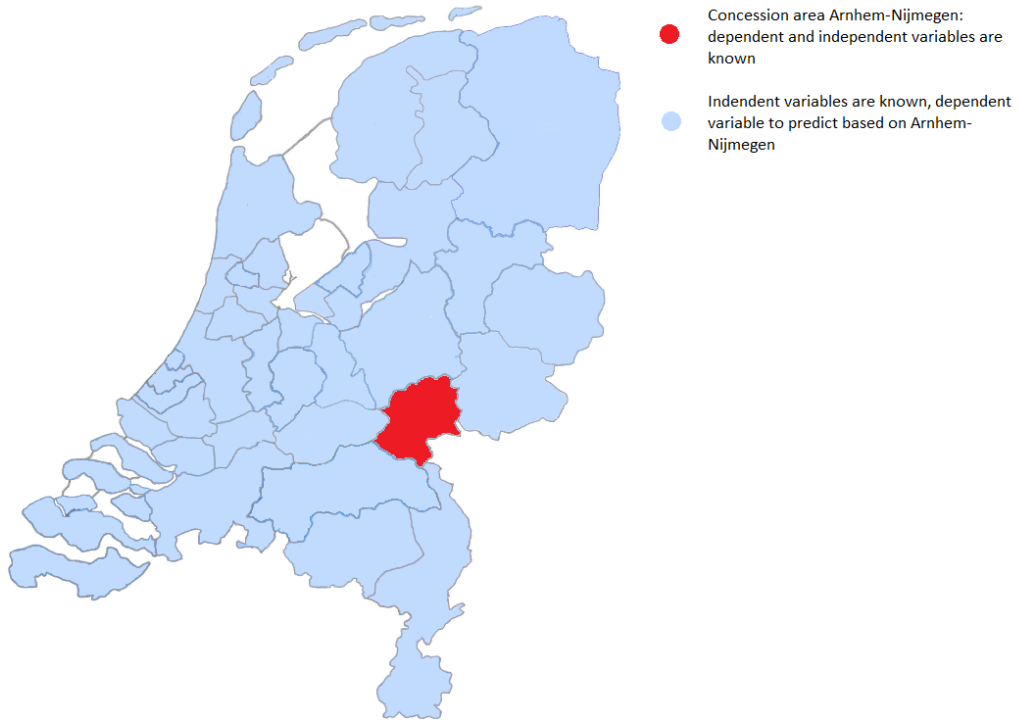 Concession area Arnhem-Nijmegen:
dependent and independent variables are
known
Indendent variables are known, dependent
variable to predict based on Arnhem-
Nijmegen